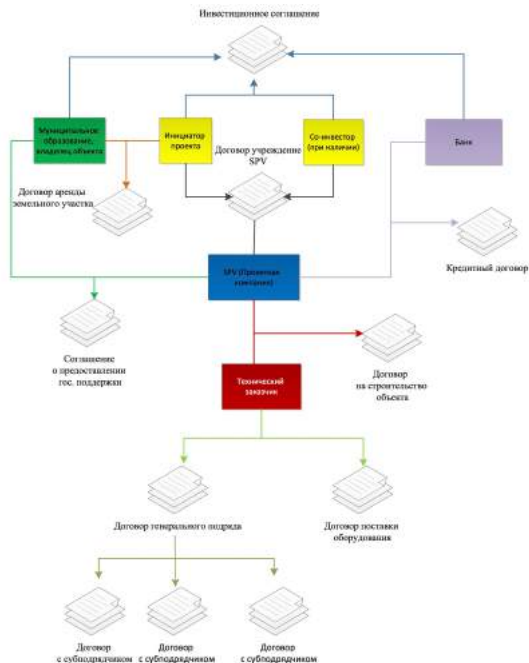 Инвестиционное соглашение
Муниципальное
образование,
владелец объекта
Инициатор
проекта
Со-инвестор
(при наличии)
Банк
Договор учреждение
SPV
Договор аренды
земельного участка
SPV (Проектная
компания)
Кредитный договор
Соглашение
о предоставлении
гос. поддержки
Технический
заказчик
Договор
на строительство
объекта
Договор генерального подряда
Договор поставки
оборудования
Договор
с субподрядчиком
Договор
с субподрядчиком
Договор
с субподрядчиком